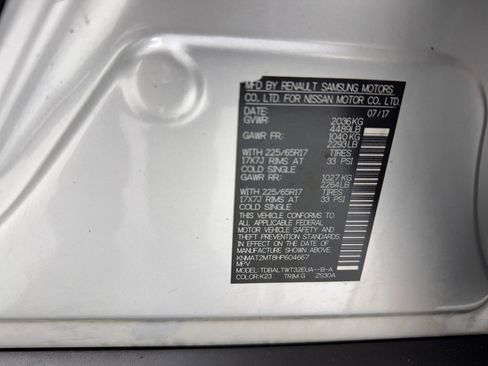 MFD BY RENAULT SAMSUNG MOTORS
CO. LTD. FOR NISSAN MOTOR CO. LTD.
DATE: 07/17
GVWR: 2036KG
4489LB
GAWR FR: 1040KG
2293LB
WITH 225/65R17 TIRES
17X7J RIMS AT 33 PSI
COLD SINGLE
GAWR RR: 1027 KG
2264LB
WITH 225/65R17 TIRES
17X7J RIMS AT 33 PSI
COLD SINGLE
THIS VEHICLE CONFORMS TO
ALL APPLICABLE FEDERAL
MOTOR VEHICLE SAFETY AND
THEFT PREVENTION STANDARDS
IN EFFECT ON THE DATE OF
MANUFACTURE SHOWN ABOVE.
KNMAT2MT8HP604667
MPV
MODEL: TDBALTWT32EUA--B-A
COLOR: K23 TRIM: G ZS30A